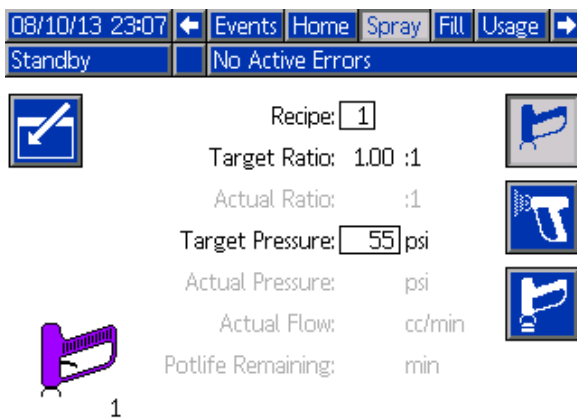 08/10/13 23:07 Events Home Spray Fill Usage
Standby No Active Errors
Recipe: 1
Target Ratio: 1.00 :1
Actual Ratio: :1
Target Pressure: 55 psi
Actual Pressure: psi
Actual Flow: cc/min
Potlife Remaining: min
1